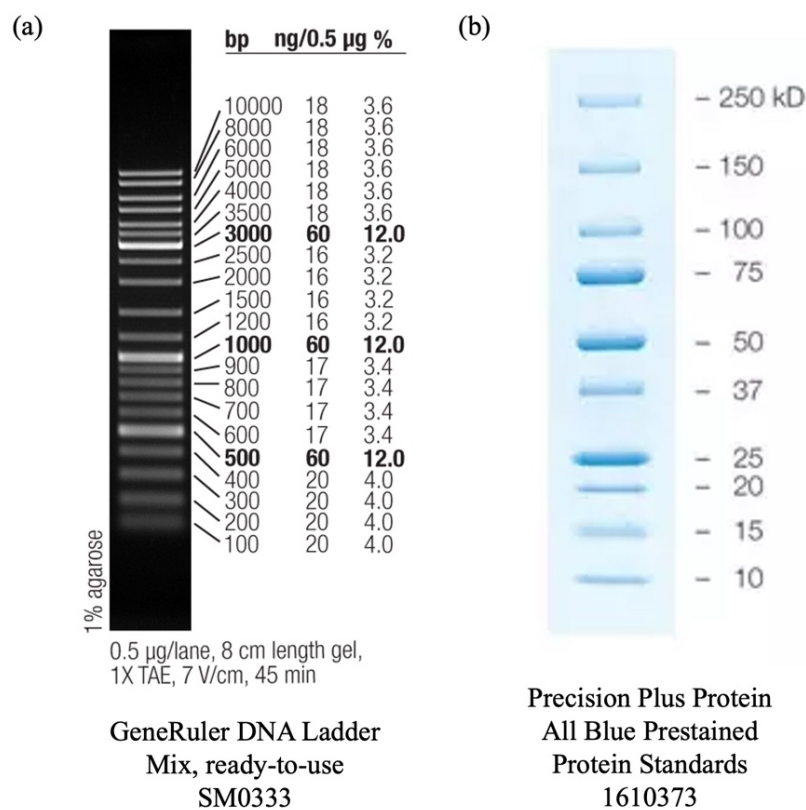 (a)
bp ng/0.5 µg %
10000 18 3.6
8000 18 3.6
6000 18 3.6
5000 18 3.6
4000 18 3.6
3500 18 3.6
3000 60 12.0
2500 16 3.2
2000 16 3.2
1500 16 3.2
1200 16 3.2
1000 60 12.0
900 17 3.4
800 17 3.4
700 17 3.4
600 17 3.4
500 60 12.0
400 20 4.0
300 20 4.0
200 20 4.0
100 20 4.0
1% agarose
0.5 µg/lane, 8 cm length gel,
1X TAE, 7 V/cm, 45 min
GeneRuler DNA Ladder
Mix, ready-to-use
SM0333
(b)
– 250 kD
– 150
– 100
– 75
– 50
– 37
– 25
– 20
– 15
– 10
Precision Plus Protein
All Blue Prestained
Protein Standards
1610373